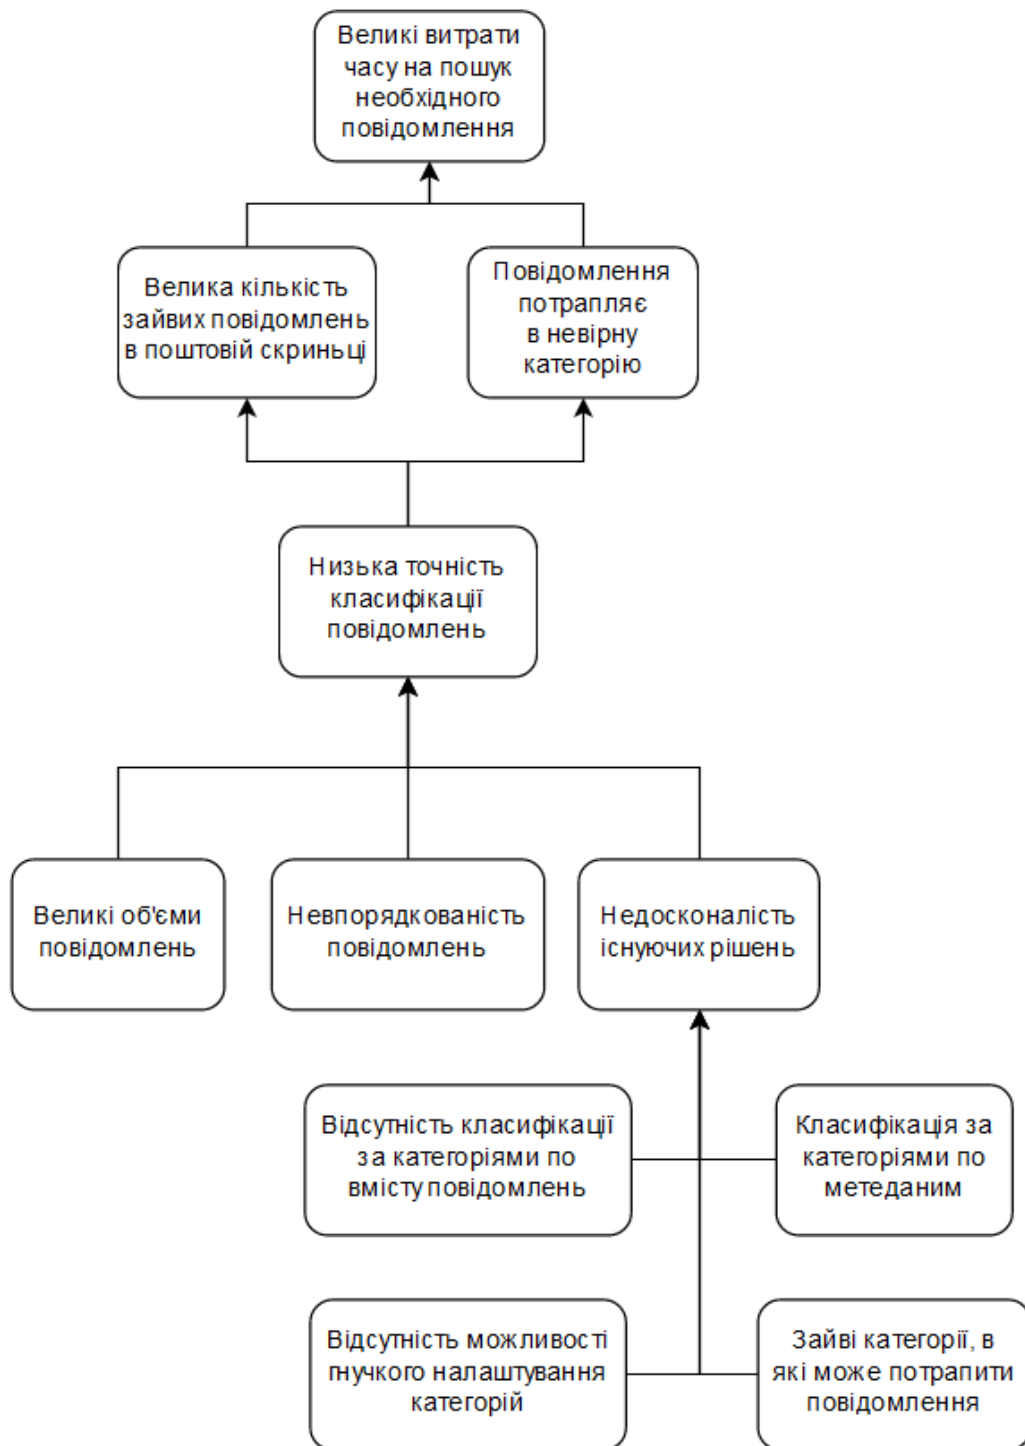 Великі витрати
часу на пошук
необхідного
повідомлення
Велика кількість
зайвих повідомлень
в поштовій скриньці
Повідомлення
потрапляє
в невірну
категорію
Низька точність
класифікації
повідомлень
Великі об'єми
повідомлень
Невпорядкованість
повідомлень
Недосконалість
існуючих рішень
Відсутність класифікації
за категоріями по
вмісту повідомлень
Класифікація за
категоріями по
метеданим
Відсутність можливості
гнучкого налаштування
категорій
Зайві категорії, в
які може потрапити
повідомлення